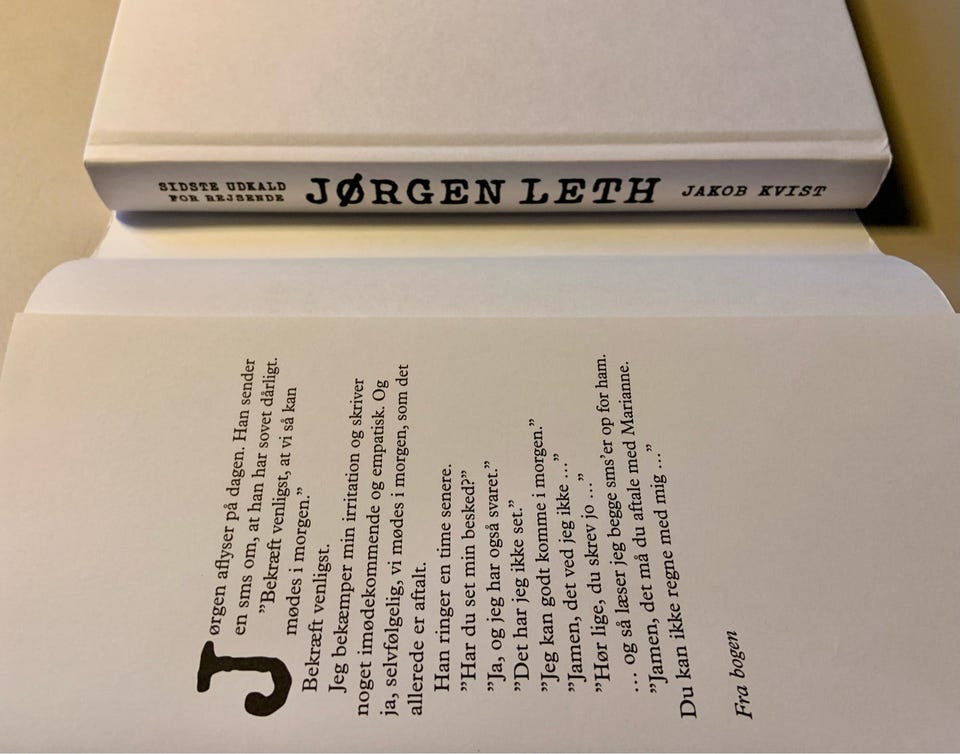 SIDSTE UDKALD
FOR REJSENDE
JØRGEN LETH
JAKOB KVIST
Jørgen aflyser på dagen. Han sender
en sms om, at han har sovet dårligt.
”Bekræft venligst, at vi så kan
mødes i morgen.”
Bekræft venligst.
Jeg bekæmper min irritation og skriver
noget imødekommende og empatisk. Og
ja, selvfølgelig, vi mødes i morgen, som det
allerede er aftalt.
Han ringer en time senere.
”Har du set min besked?”
”Ja, og jeg har også svaret.”
”Det har jeg ikke set.”
”Jeg kan godt komme i morgen.”
”Jamen, det ved jeg ikke …”
”Hør lige, du skrev jo …”
… og så læser jeg begge sms’er op for ham.
”Jamen, det må du aftale med Marianne.
Du kan ikke regne med mig …”
Fra bogen